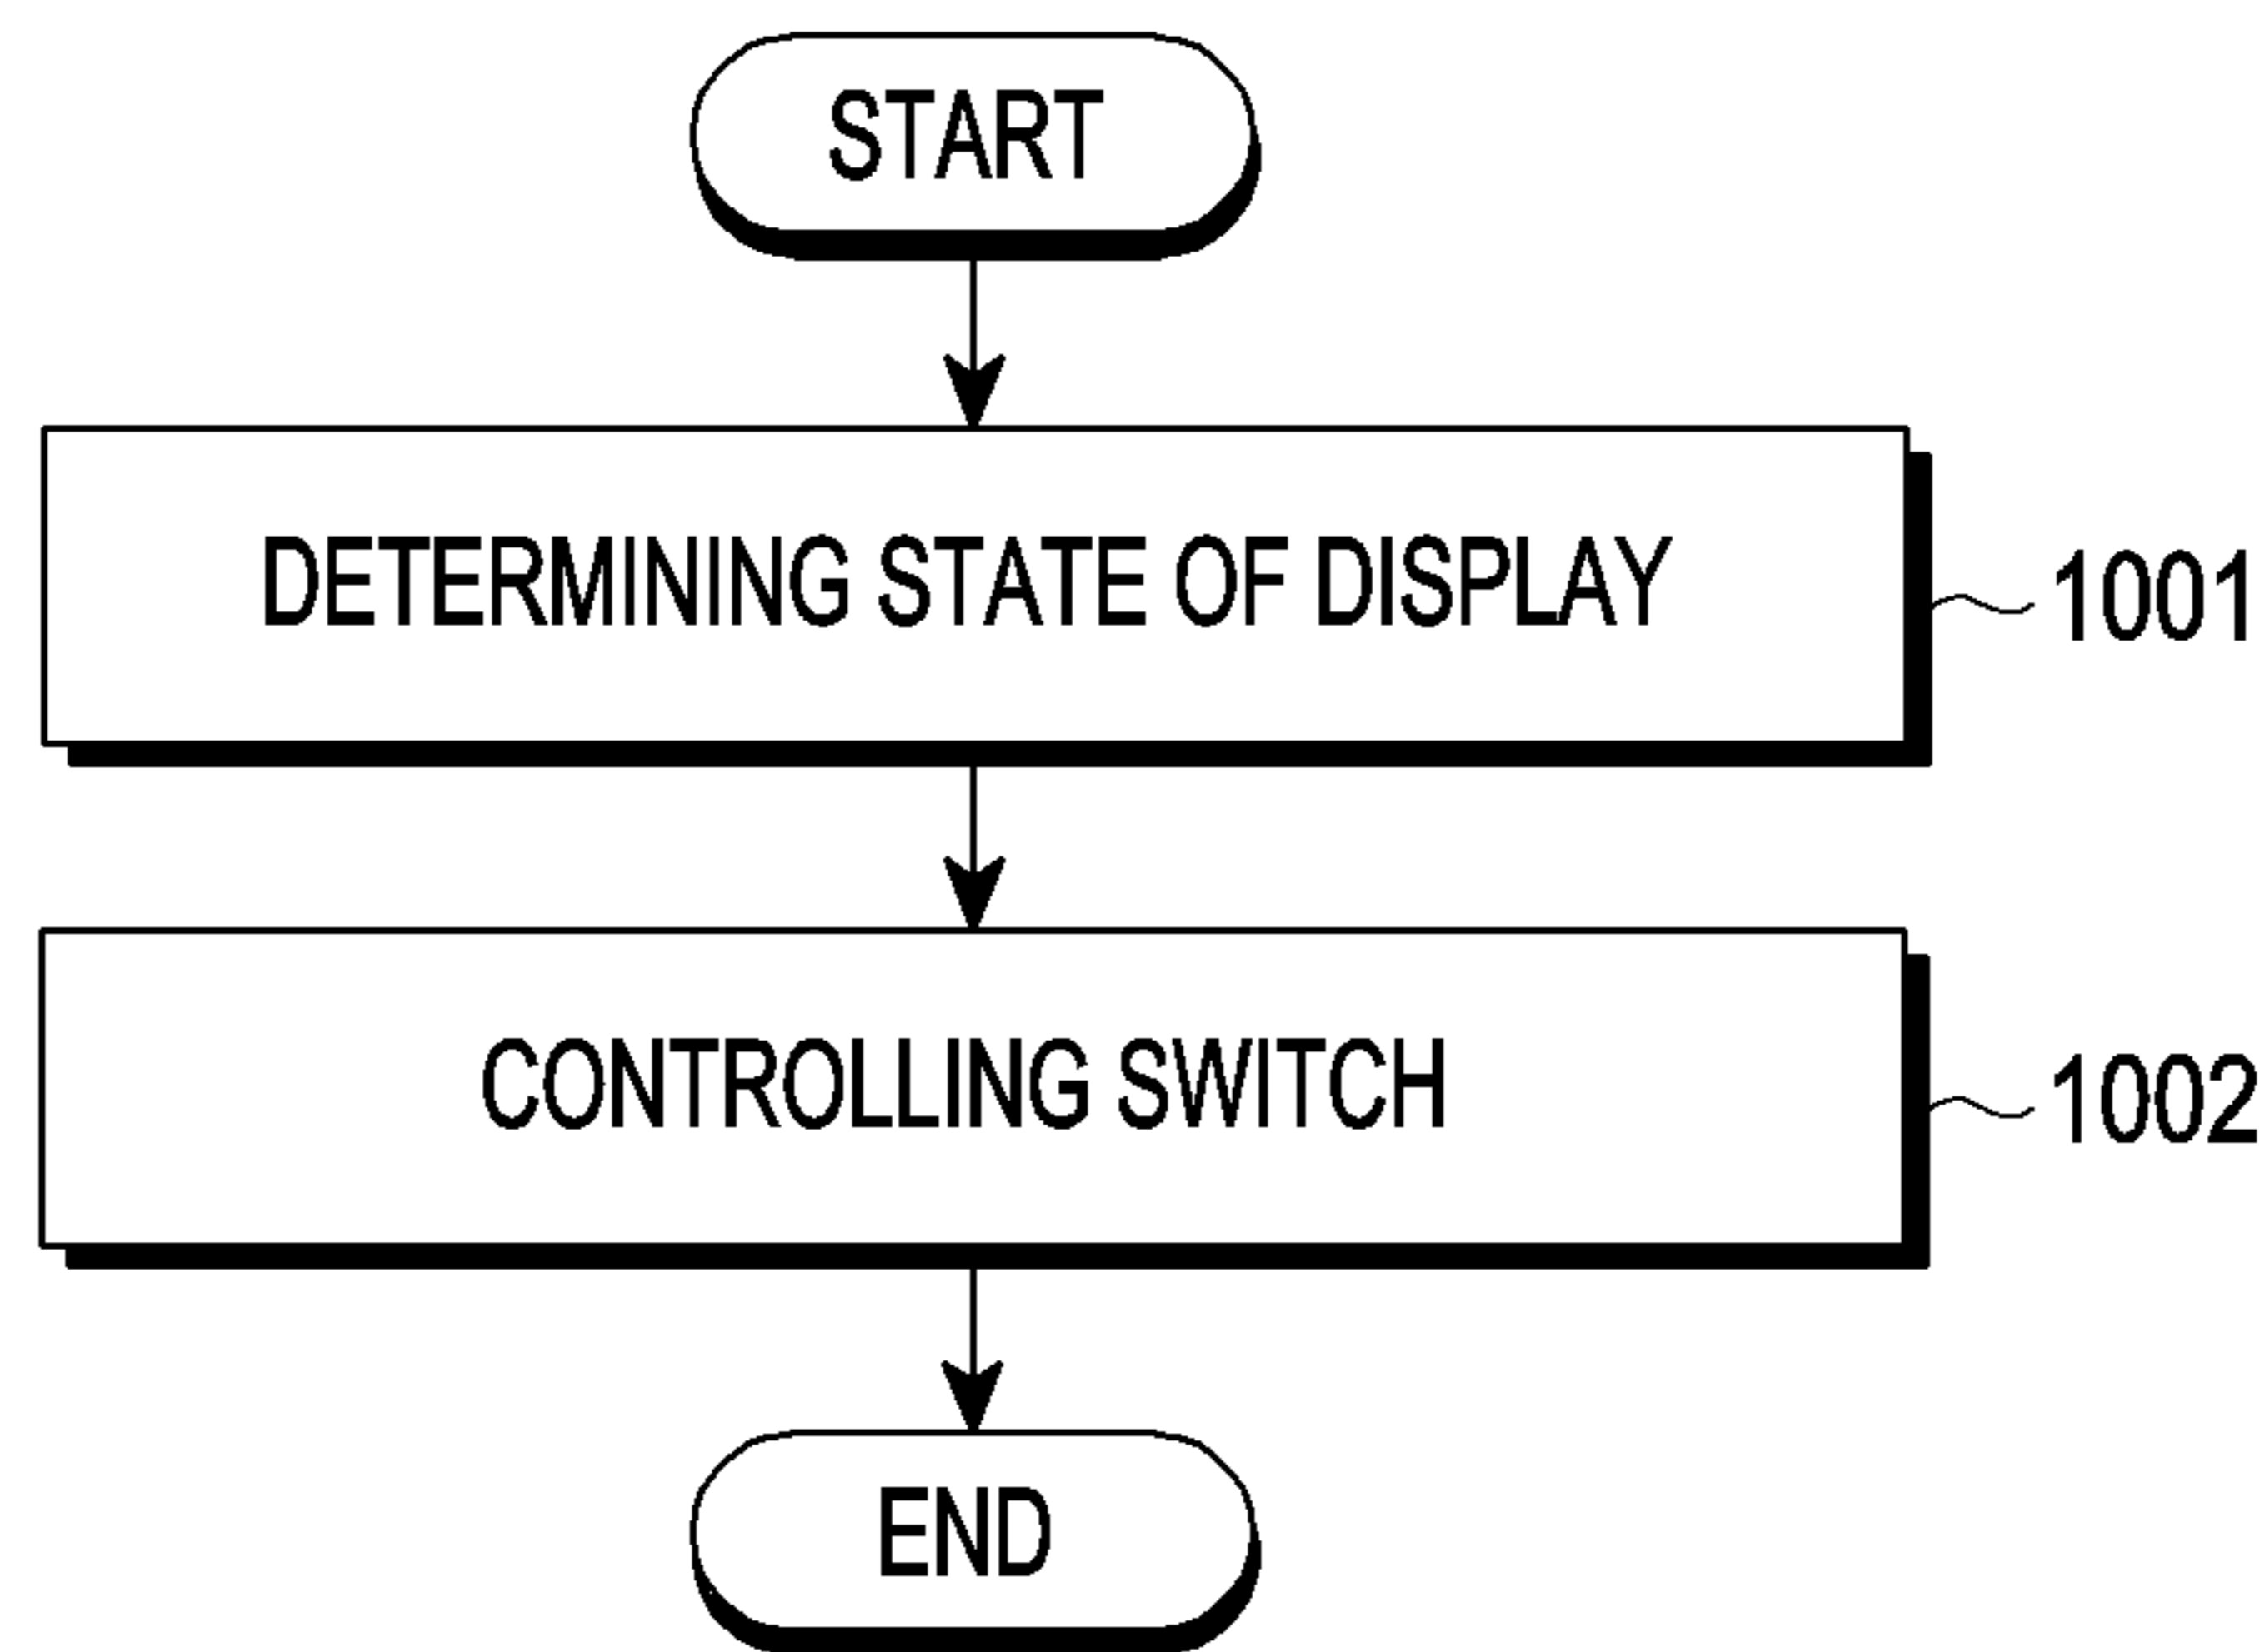 START
DETERMINING STATE OF DISPLAY
1001
CONTROLLING SWITCH
1002
END